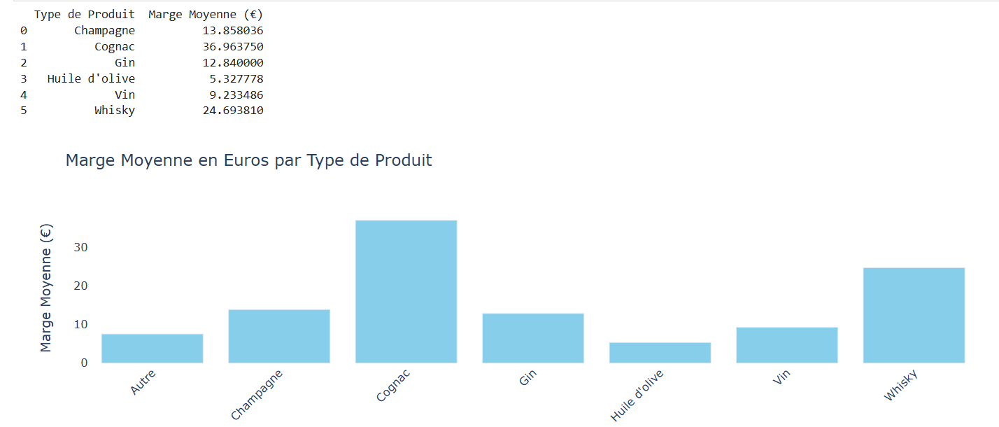 Type de Produit Marge Moyenne (€)
0 Champagne 13.858036
1 Cognac 36.963750
2 Gin 12.840000
3 Huile d'olive 5.327778
4 Vin 9.233486
5 Whisky 24.693810
Marge Moyenne en Euros par Type de Produit
Marge Moyenne (€)
30
20
10
0
Autre
Champagne
Cognac
Gin
Huile d'olive
Vin
Whisky